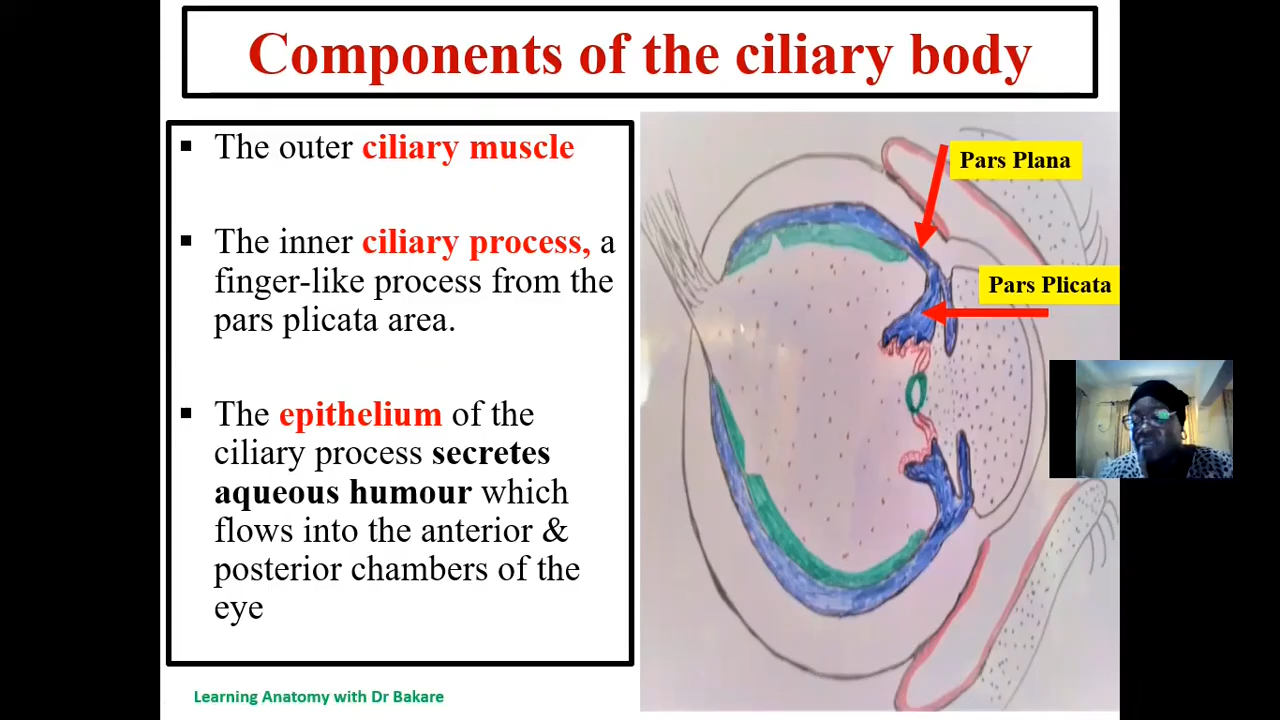 Components of the ciliary body
▪ The outer ciliary muscle
▪ The inner ciliary process, a
finger-like process from the
pars plicata area.
▪ The epithelium of the
ciliary process secretes
aqueous humour which
flows into the anterior &
posterior chambers of the
eye
Pars Plana
Pars Plicata
Learning Anatomy with Dr Bakare